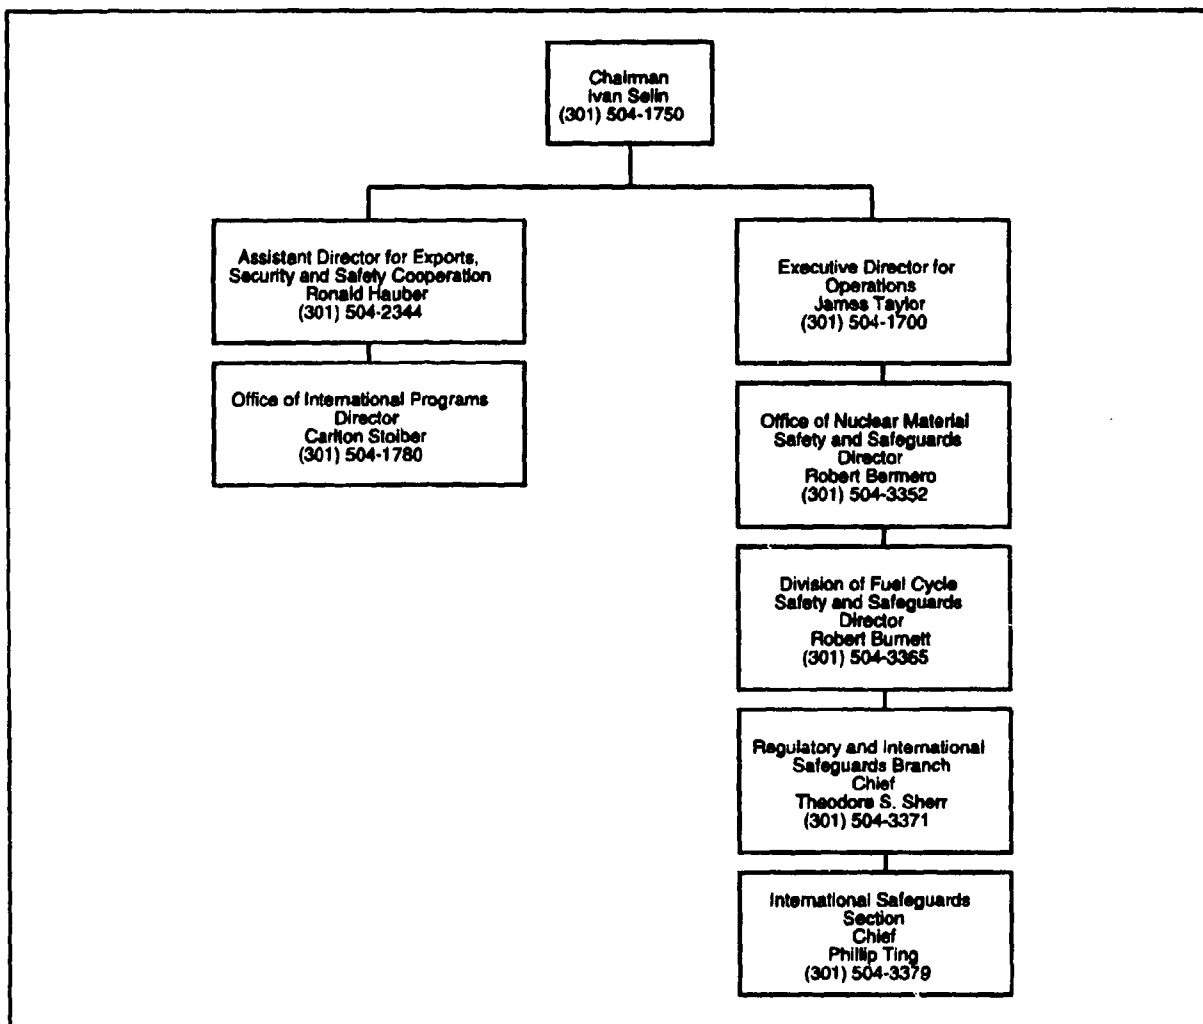 Chairman
Ivan Selin
(301) 504-1750
Assistant Director for Exports,
Security and Safety Cooperation
Ronald Hauber
(301) 504-2344
Office of International Programs
Director
Carlton Stoiber
(301) 504-1780
Executive Director for
Operations
James Taylor
(301) 504-1700
Office of Nuclear Material
Safety and Safeguards
Director
Robert Bermero
(301) 504-3352
Division of Fuel Cycle
Safety and Safeguards
Director
Robert Burnett
(301) 504-3365
Regulatory and International
Safeguards Branch
Chief
Theodore S. Sherr
(301) 504-3371
International Safeguards
Section
Chief
Phillip Ting
(301) 504-3379